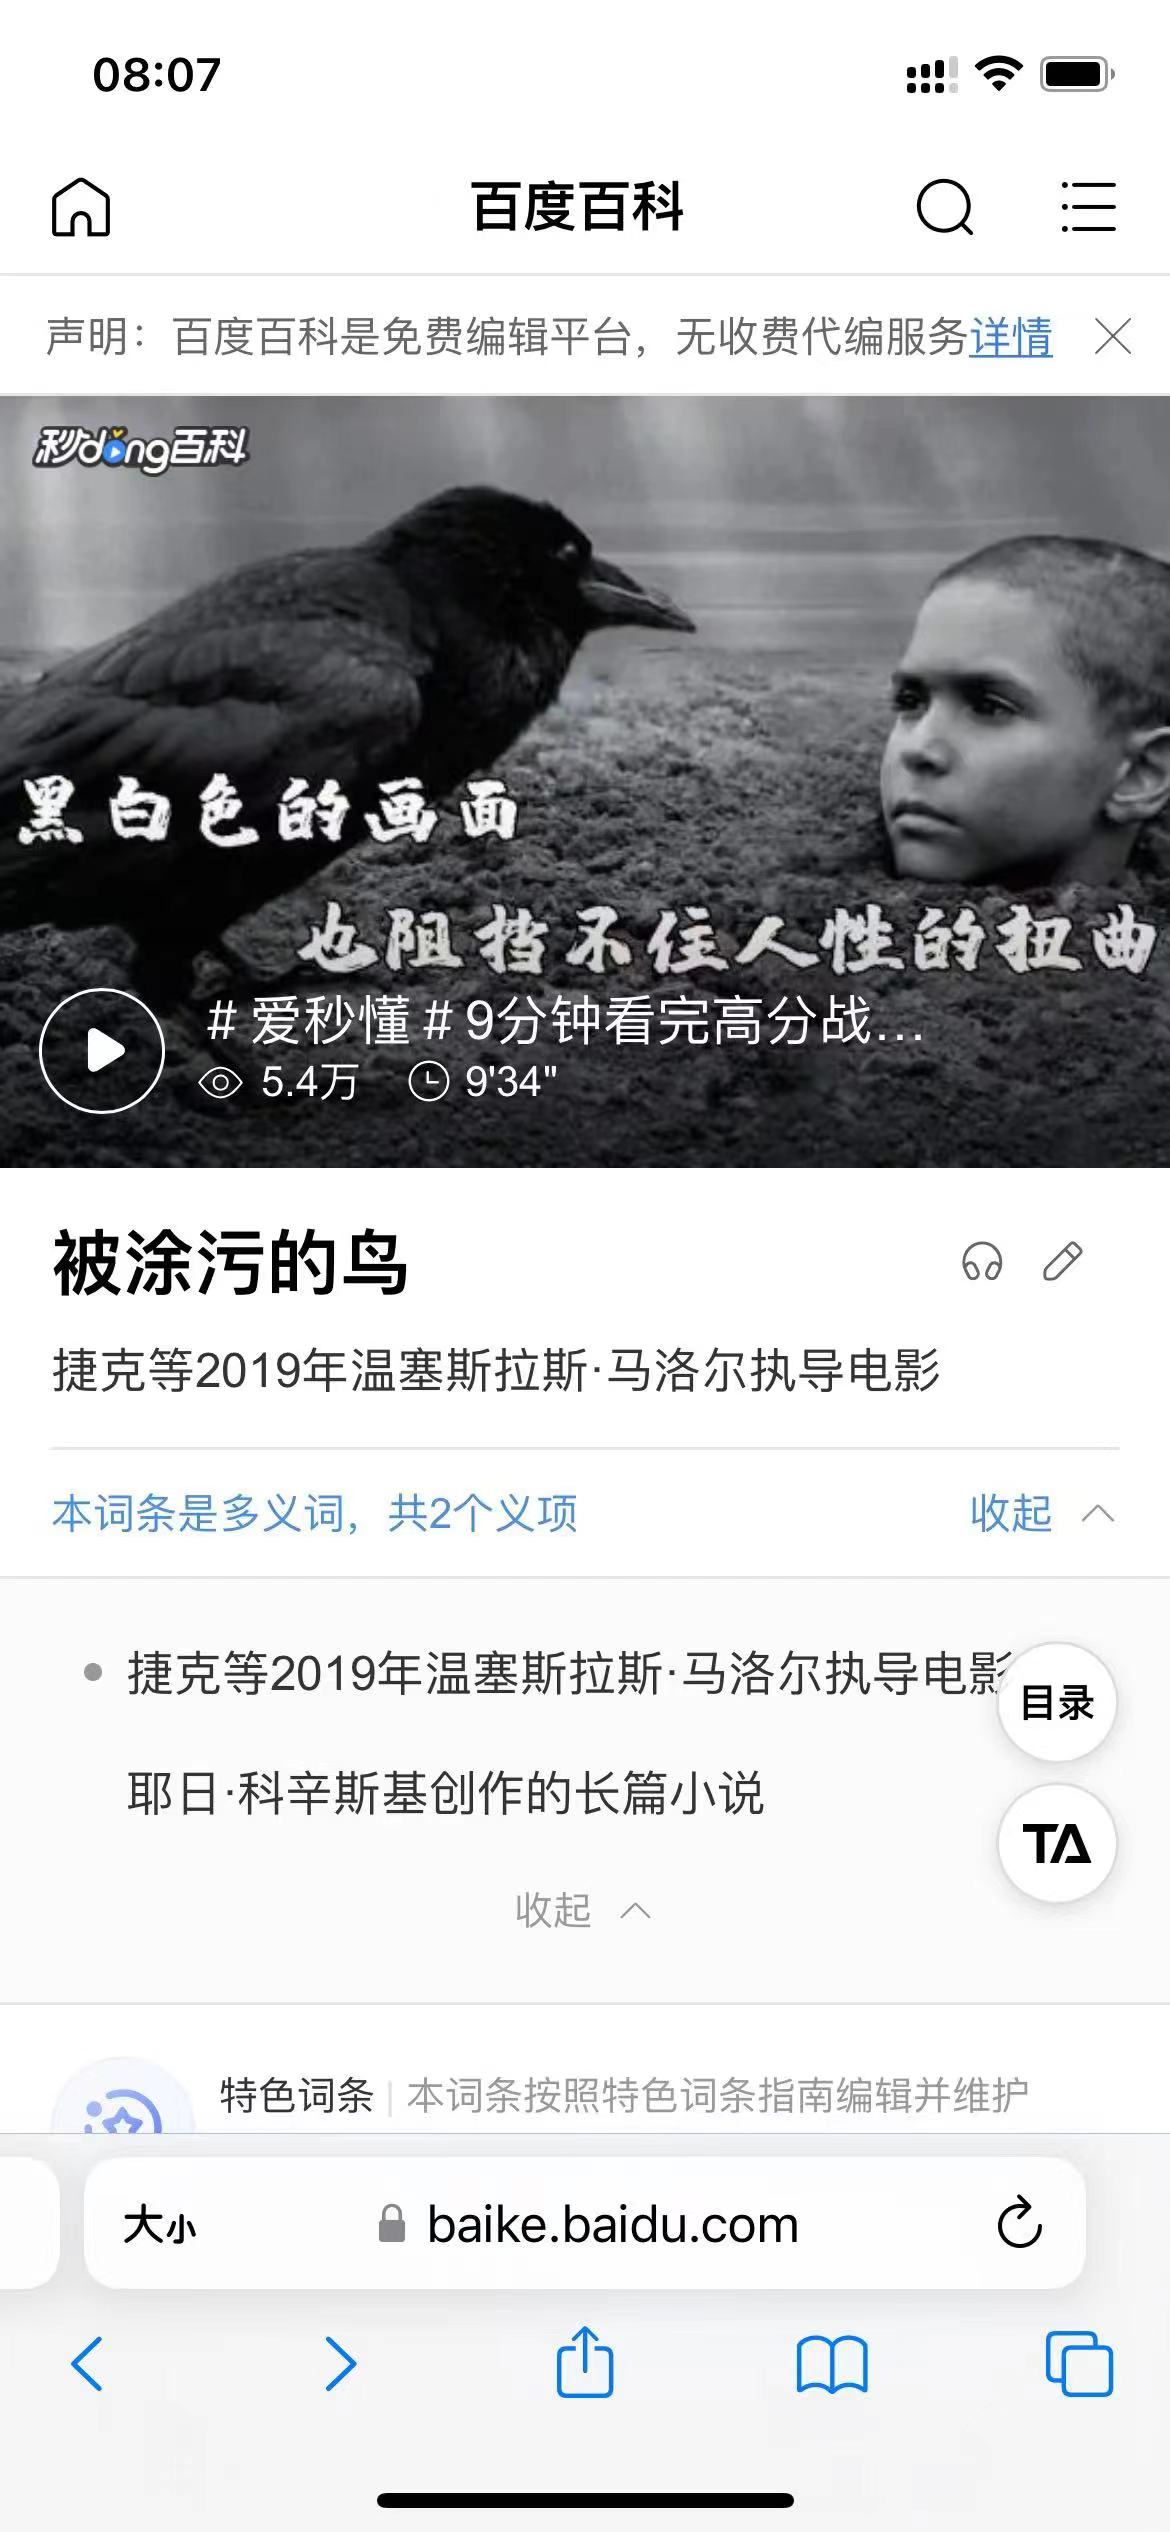 08:07
百度百科
声明：百度百科是免费编辑平台，无收费代编服务详情
秒dong百科
黑白色的画面
也阻挡不住人性的扭曲
#爱秒懂#9分钟看完高分战...
5.4万 9'34"
被涂污的鸟
捷克等2019年温塞斯拉斯·马洛尔执导电影
本词条是多义词，共2个义项 收起
捷克等2019年温塞斯拉斯·马洛尔执导电影
目录
耶日·科辛斯基创作的长篇小说
TA
收起
特色词条 | 本词条按照特色词条指南编辑并维护
大小 baike.baidu.com